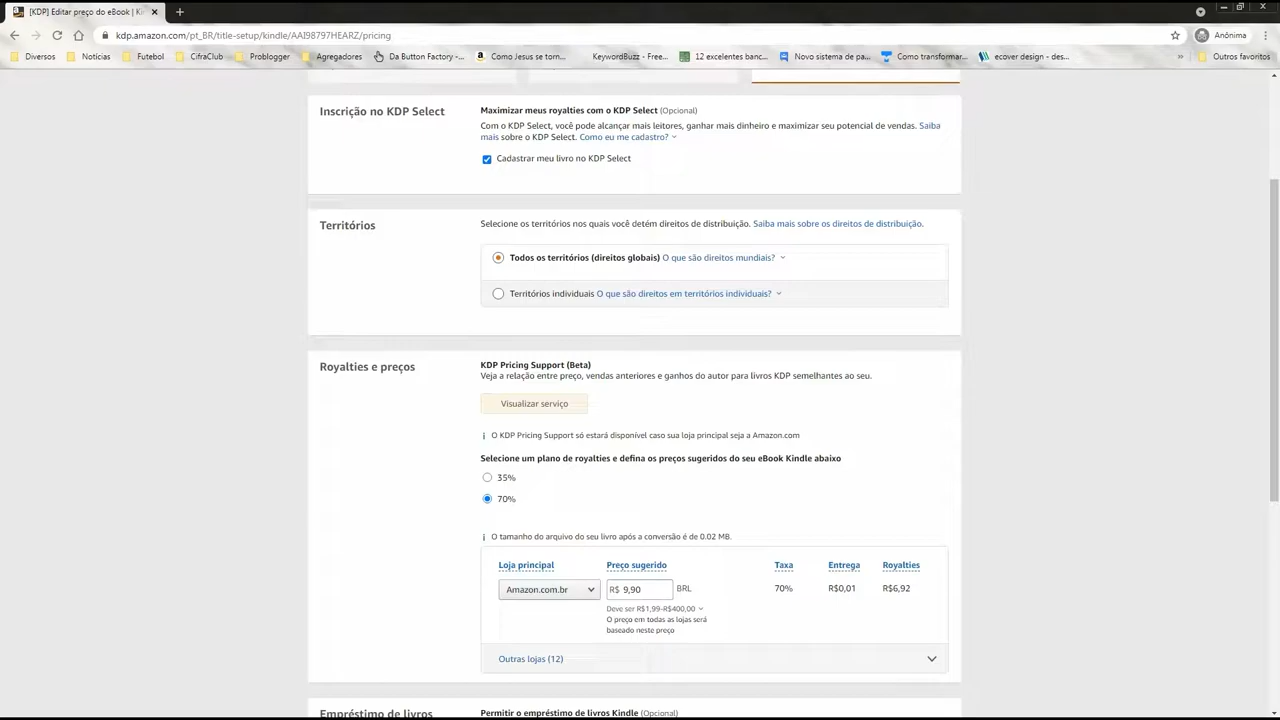 [KDP] Editar preço do eBook | Ki
kdp.amazon.com/pt_BR/title-setup/kindle/AAI98797HEARZ/pricing
Anônima
Diversos
Notícias
Futebol
CifraClub
Problogger
Agregadores
Da Button Factory -...
Como Jesus se torn...
KeywordBuzz - Free...
12 excelentes banc...
Novo sistema de pa...
Como transformar...
ecover design - des...
»
Outros favoritos
Inscrição no KDP Select
Maximizar meus royalties com o KDP Select (Opcional)
Com o KDP Select, você pode alcançar mais leitores, ganhar mais dinheiro e maximizar seu potencial de vendas. Saiba
mais sobre o KDP Select. Como eu me cadastro?
Cadastrar meu livro no KDP Select
Territórios
Selecione os territórios nos quais você detém direitos de distribuição. Saiba mais sobre os direitos de distribuição.
Todos os territórios (direitos globais) O que são direitos mundiais?
Territórios individuais O que são direitos em territórios individuais?
Royalties e preços
KDP Pricing Support (Beta)
Veja a relação entre preço, vendas anteriores e ganhos do autor para livros KDP semelhantes ao seu.
Visualizar serviço
O KDP Pricing Support só estará disponível caso sua loja principal seja a Amazon.com
Selecione um plano de royalties e defina os preços sugeridos do seu eBook Kindle abaixo
35%
70%
O tamanho do arquivo do seu livro após a conversão é de 0.02 MB.
Loja principal Preço sugerido Taxa Entrega Royalties
Amazon.com.br R$ 9,90 BRL 70% R$0,01 R$6,92
Deve ser R$1,99-R$400,00
O preço em todas as lojas será
baseado neste preço
Outras lojas (12)
Empréstimo de livros
Permitir o empréstimo de livros Kindle (Opcional)